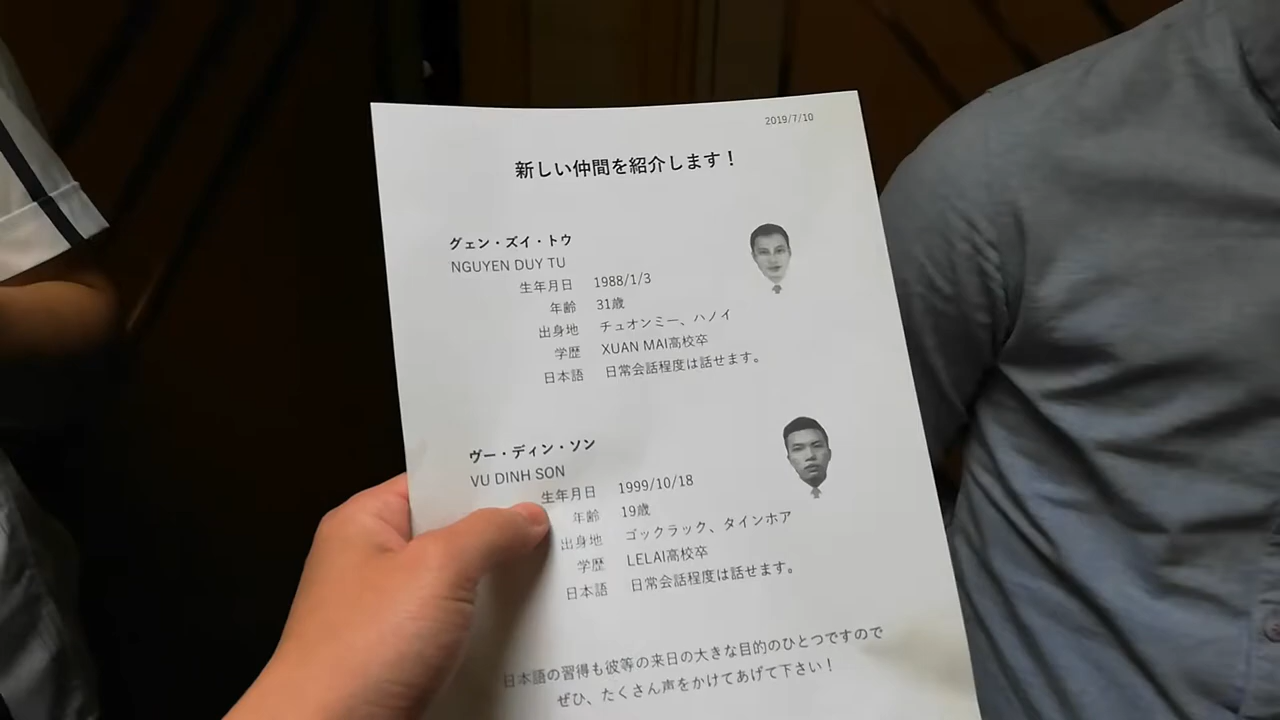 2019/7/10
新しい仲間を紹介します！
グェン・ズイ・トウ
NGUYEN DUY TU
生年月日 1988/1/3
年齢 31歳
出身地 チュオンミー、ハノイ
学歴 XUAN MAI高校卒
日本語 日常会話程度は話せます。
ヴー・ディン・ソン
VU DINH SON
生年月日 1999/10/18
年齢 19歳
出身地 ゴックラック、タインホア
学歴 LELAI高校卒
日本語 日常会話程度は話せます。
日本語の習得も彼等の来日の大きな目的のひとつですので
ぜひ、たくさん声をかけてあげて下さい！